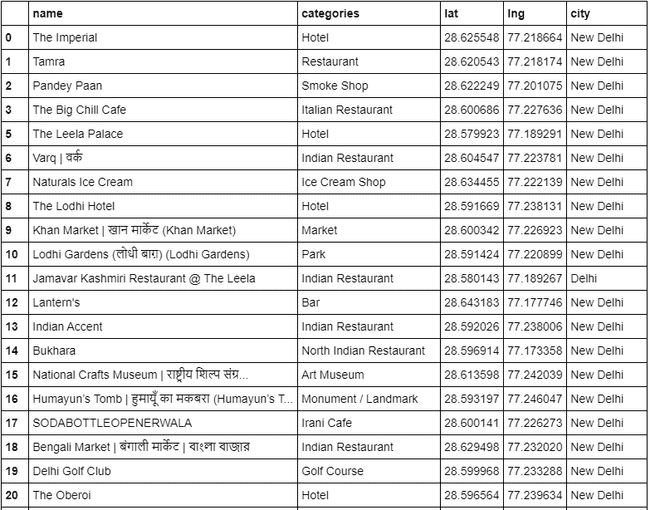 name categories lat lng city
0 The Imperial Hotel 28.625548 77.218664 New Delhi
1 Tamra Restaurant 28.620543 77.218174 New Delhi
2 Pandey Paan Smoke Shop 28.622249 77.201075 New Delhi
3 The Big Chill Cafe Italian Restaurant 28.600686 77.227636 New Delhi
5 The Leela Palace Hotel 28.579923 77.189291 New Delhi
6 Varq | वर्क Indian Restaurant 28.604547 77.223781 New Delhi
7 Naturals Ice Cream Ice Cream Shop 28.634455 77.222139 New Delhi
8 The Lodhi Hotel Hotel 28.591669 77.238131 New Delhi
9 Khan Market | ख़ान मार्केट (Khan Market) Market 28.600342 77.226923 New Delhi
10 Lodhi Gardens (लोधी बाग़) (Lodhi Gardens) Park 28.591424 77.220899 New Delhi
11 Jamavar Kashmiri Restaurant @ The Leela Indian Restaurant 28.580143 77.189267 Delhi
12 Lantern's Bar 28.643183 77.177746 New Delhi
13 Indian Accent Indian Restaurant 28.592026 77.238006 New Delhi
14 Bukhara North Indian Restaurant 28.596914 77.173358 New Delhi
15 National Crafts Museum | राष्ट्रीय शिल्प संग्र... Art Museum 28.613598 77.242039 New Delhi
16 Humayun's Tomb | हुमायूँ का मकबरा (Humayun's T... Monument / Landmark 28.593197 77.246047 New Delhi
17 SODABOTTLEOPENERWALA Irani Cafe 28.600141 77.226273 New Delhi
18 Bengali Market | बंगाली मार्केट | বাংলা বাজার Indian Restaurant 28.629498 77.232020 New Delhi
19 Delhi Golf Club Golf Course 28.599968 77.233288 New Delhi
20 The Oberoi Hotel 28.596564 77.239634 New Delhi